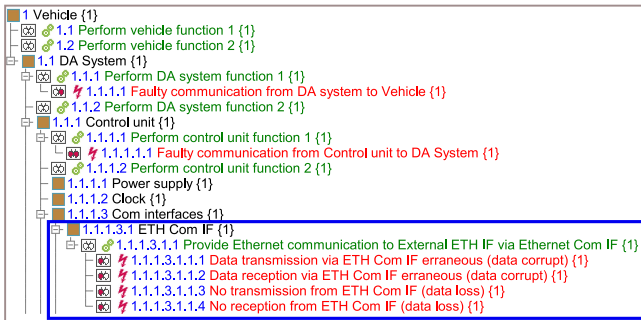 1 Vehicle {1}
1.1 Perform vehicle function 1 {1}
1.2 Perform vehicle function 2 {1}
1.1 DA System {1}
1.1.1 Perform DA system function 1 {1}
1.1.1.1 Faulty communication from DA system to Vehicle {1}
1.1.2 Perform DA system function 2 {1}
1.1.1 Control unit {1}
1.1.1.1 Perform control unit function 1 {1}
1.1.1.1.1 Faulty communication from Control unit to DA System {1}
1.1.1.2 Perform control unit function 2 {1}
1.1.1.1 Power supply {1}
1.1.1.2 Clock {1}
1.1.1.3 Com interfaces {1}
1.1.1.3.1 ETH Com IF {1}
1.1.1.3.1.1 Provide Ethernet communication to External ETH IF via Ethernet Com IF {1}
1.1.1.3.1.1.1 Data transmission via ETH Com IF erraneous (data corrupt) {1}
1.1.1.3.1.1.2 Data reception via ETH Com IF erraneous (data corrupt) {1}
1.1.1.3.1.1.3 No transmission from ETH Com IF (data loss) {1}
1.1.1.3.1.1.4 No reception from ETH Com IF (data loss) {1}